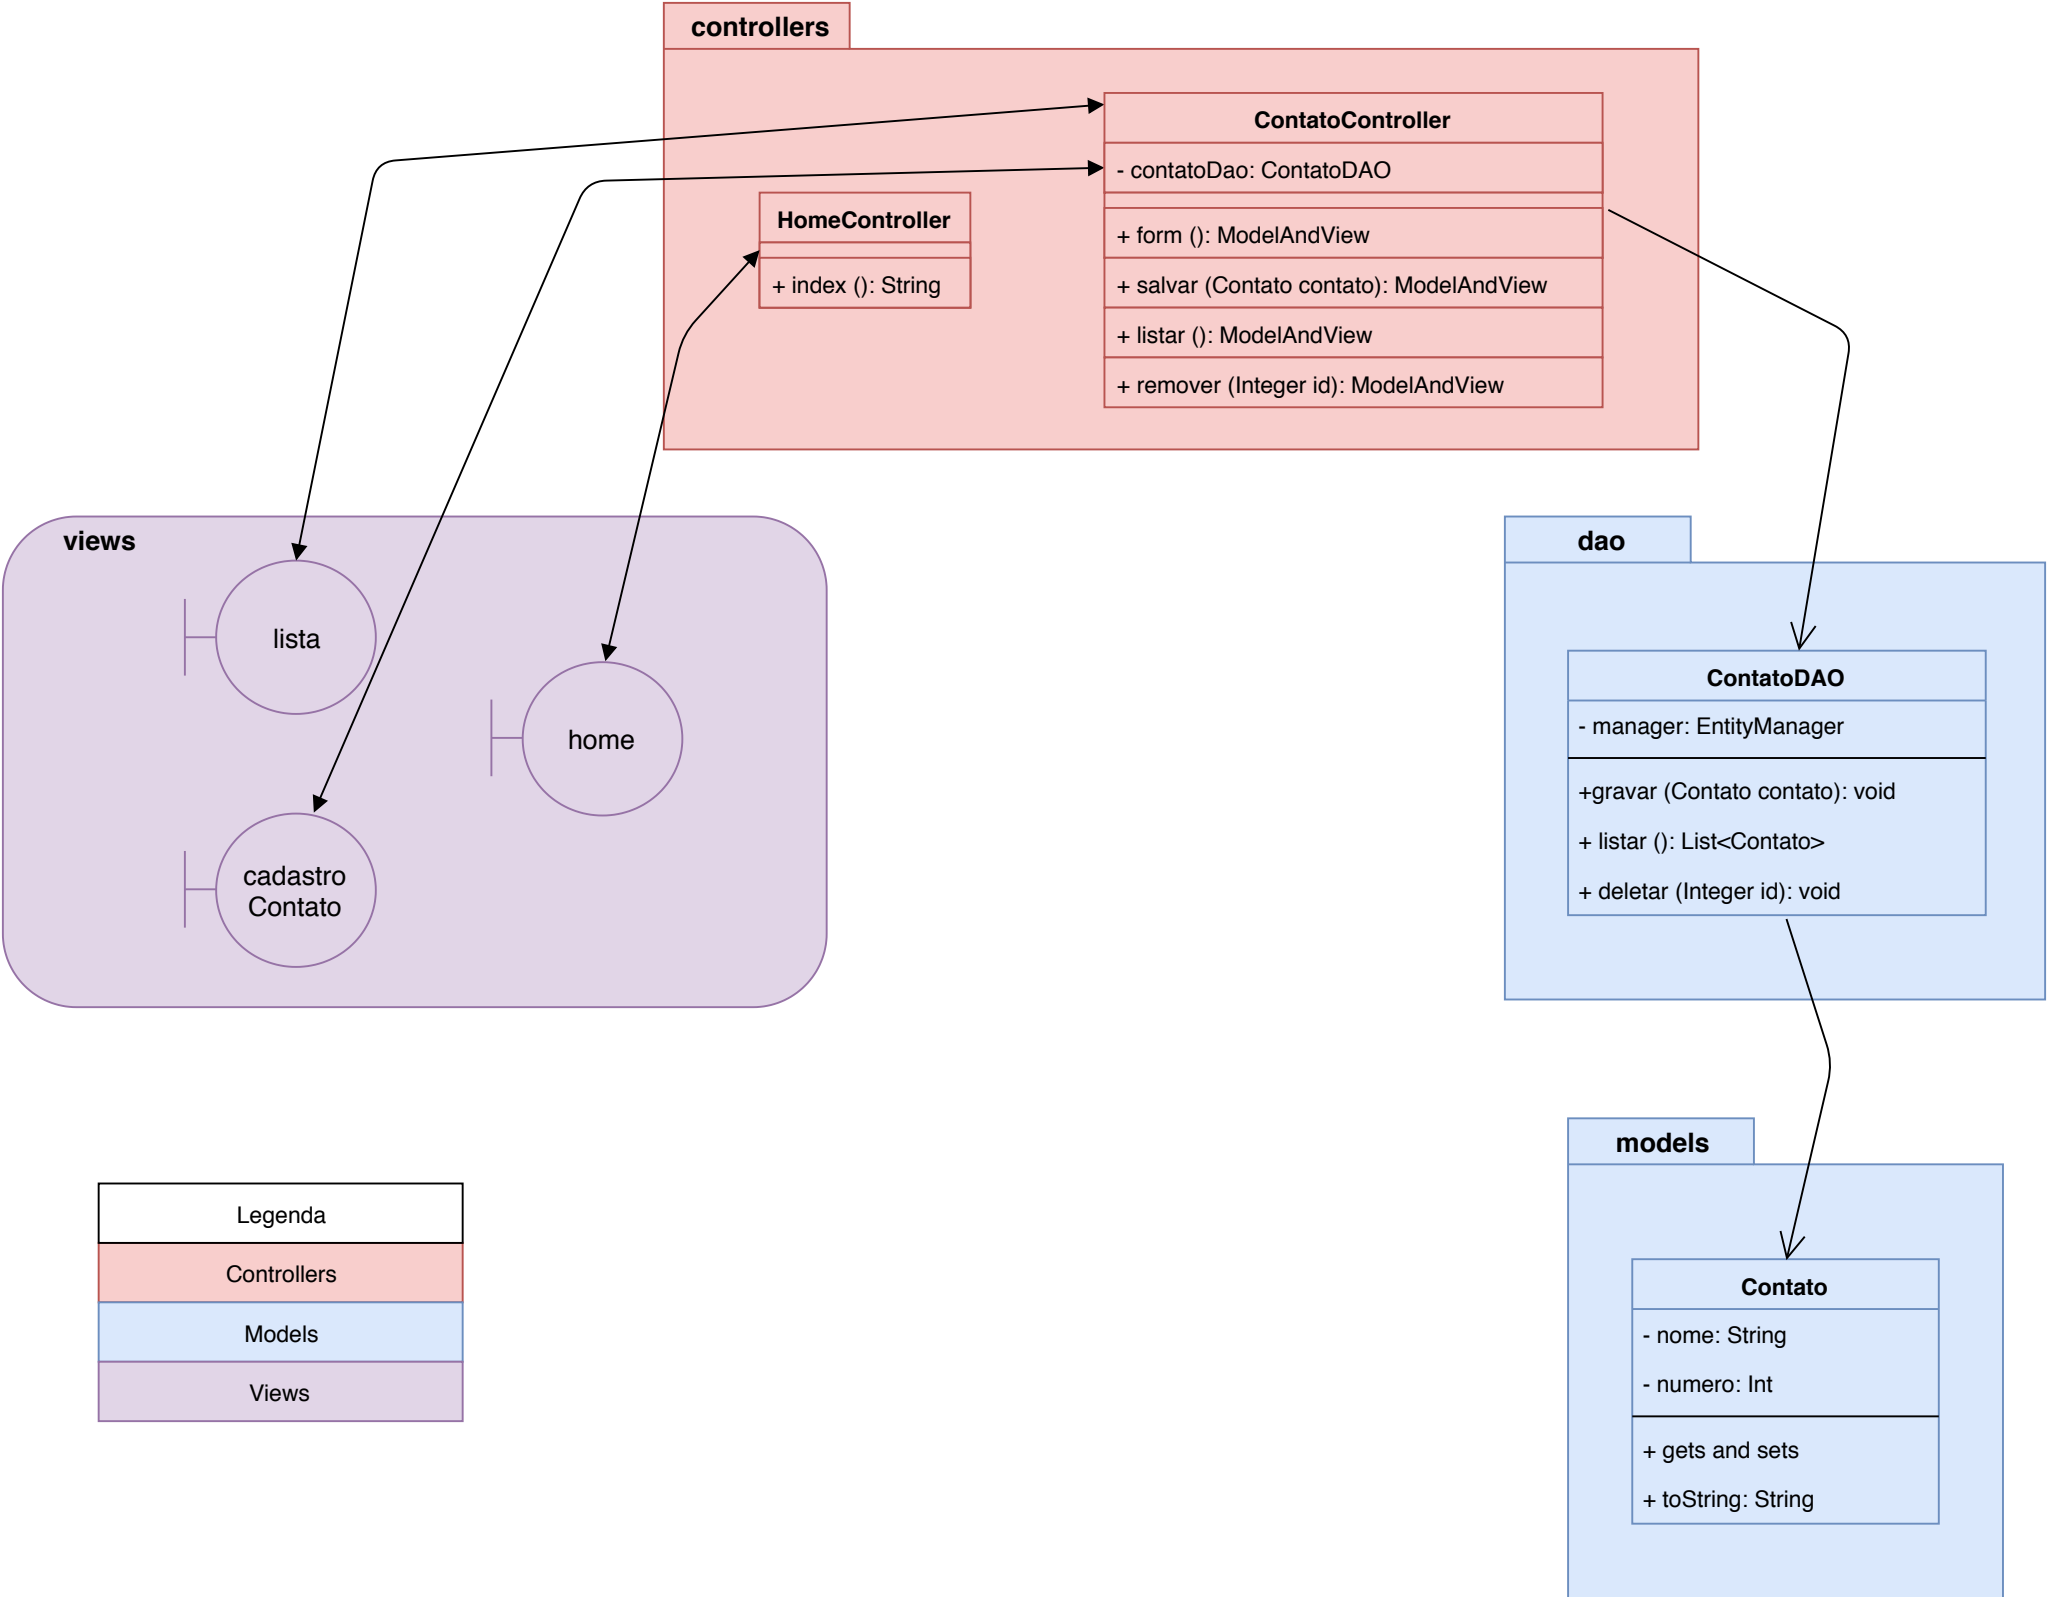 controllers
ContatoController
- contatoDao: ContatoDAO
+ form (): ModelAndView
+ salvar (Contato contato): ModelAndView
+ listar (): ModelAndView
+ remover (Integer id): ModelAndView
HomeController
+ index (): String
views
lista
home
cadastro
Contato
dao
ContatoDAO
- manager: EntityManager
+gravar (Contato contato): void
+ listar (): List<Contato>
+ deletar (Integer id): void
models
Contato
- nome: String
- numero: Int
+ gets and sets
+ toString: String
Legenda
Controllers
Models
Views